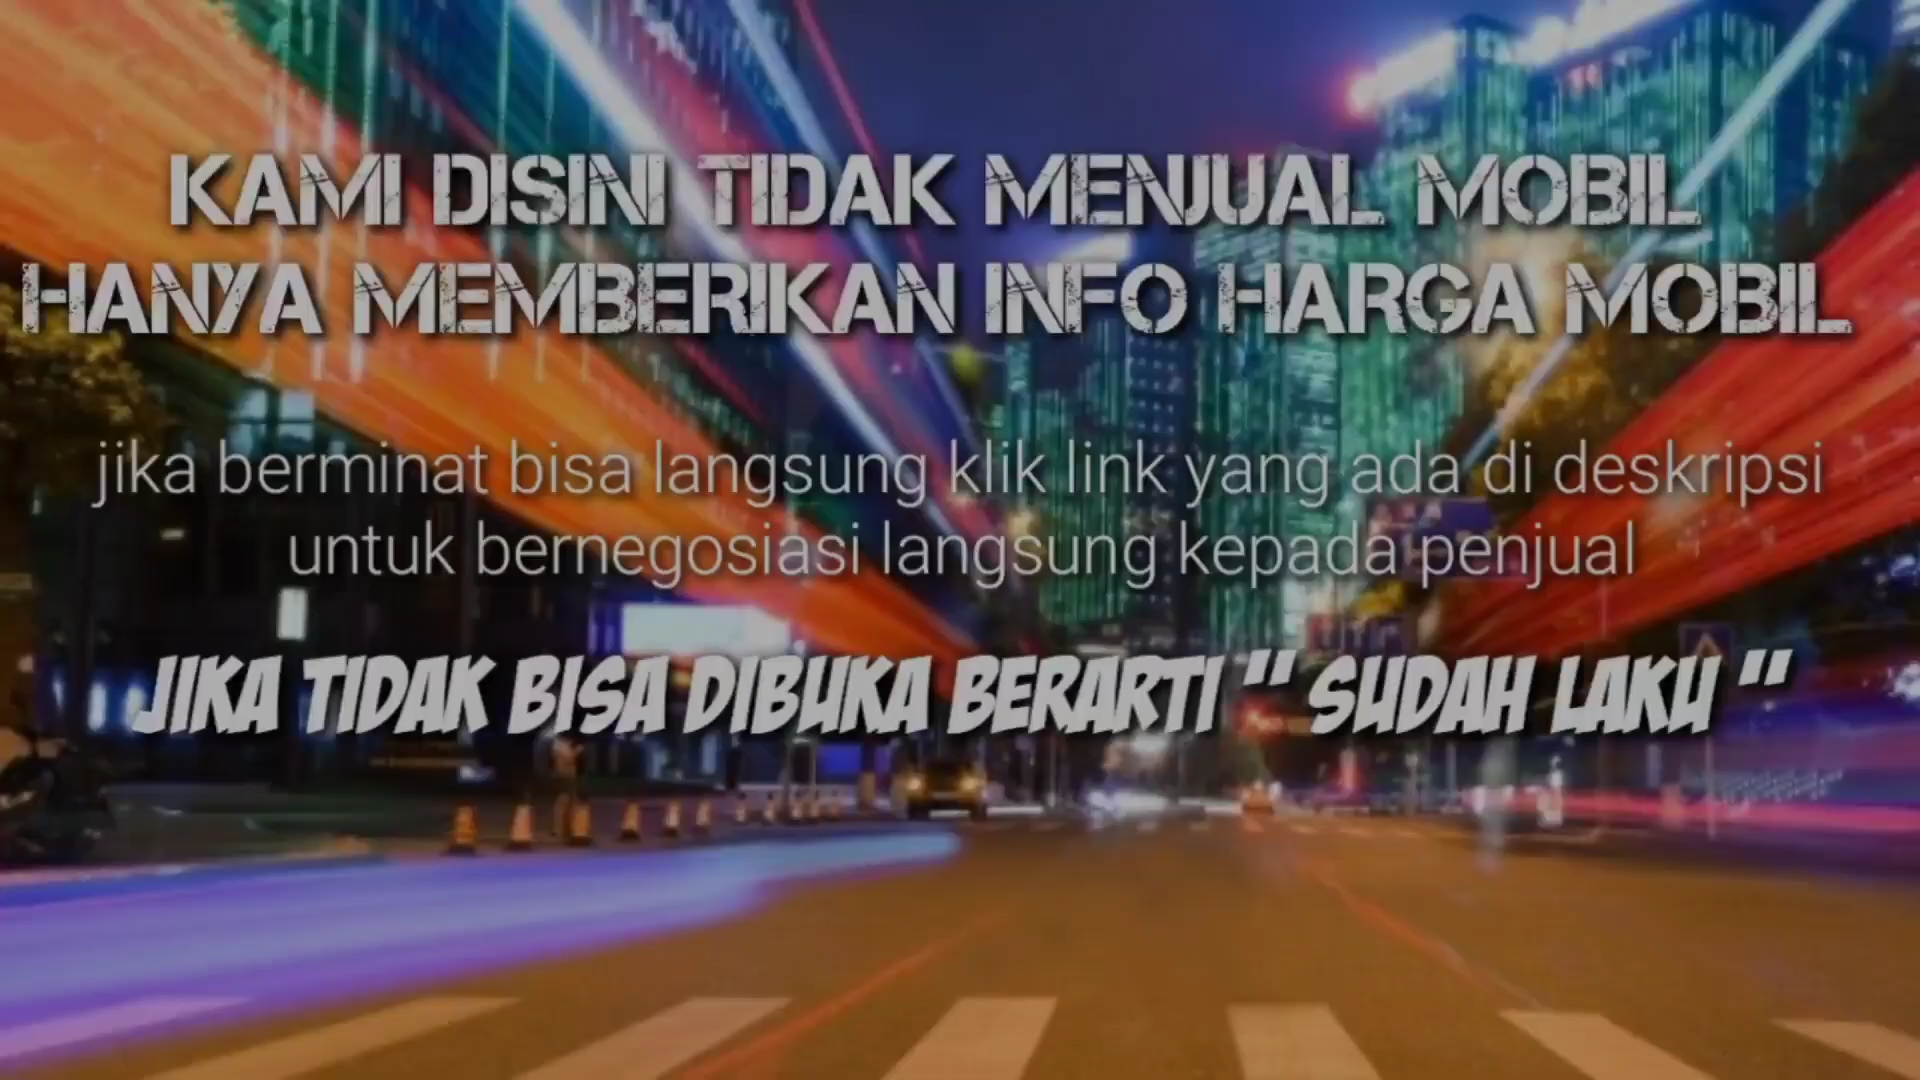 KAMI DISINI TIDAK MENJUAL MOBIL
HANYA MEMBERIKAN INFO HARGA MOBIL
jika berminat bisa langsung klik link yang ada di deskripsi
untuk bernegosiasi langsung kepada penjual
JIKA TIDAK BISA DIBUKA BERARTI " SUDAH LAKU "